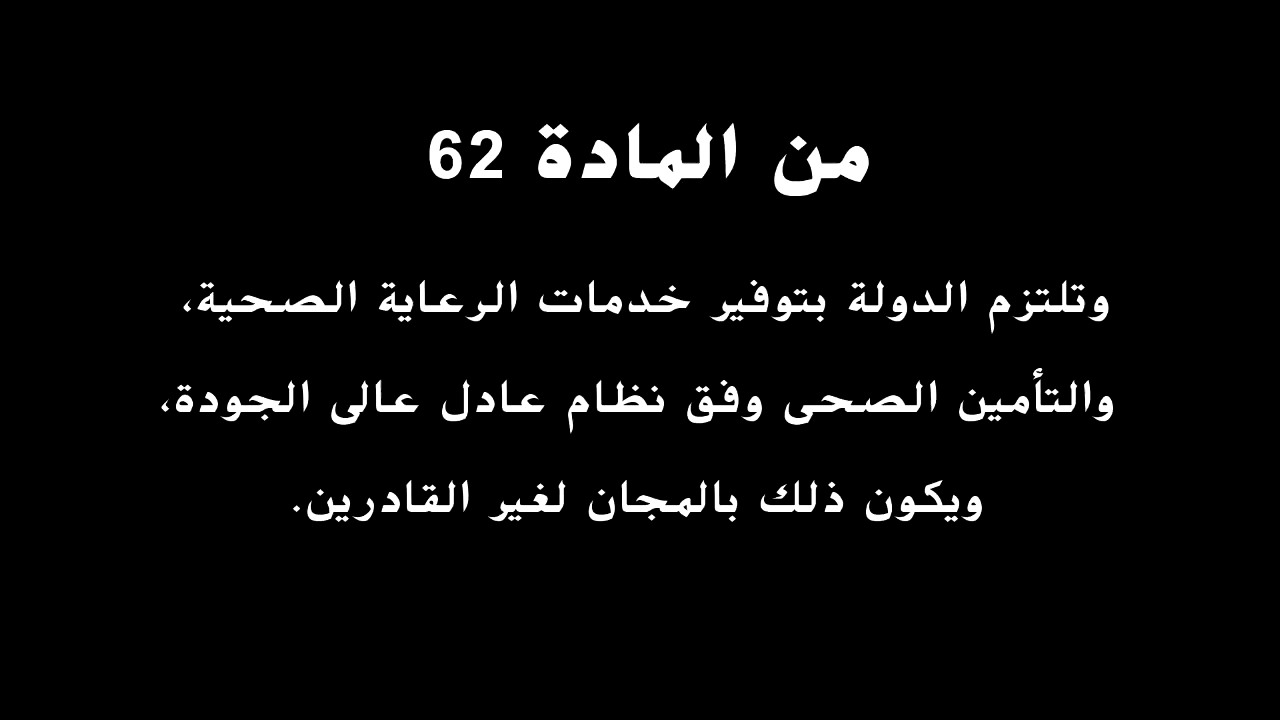 من المادة 62
وتلتزم الدولة بتوفير خدمات الرعاية الصحية،
والتأمين الصحى وفق نظام عادل عالى الجودة،
ويكون ذلك بالمجان لغير القادرين.